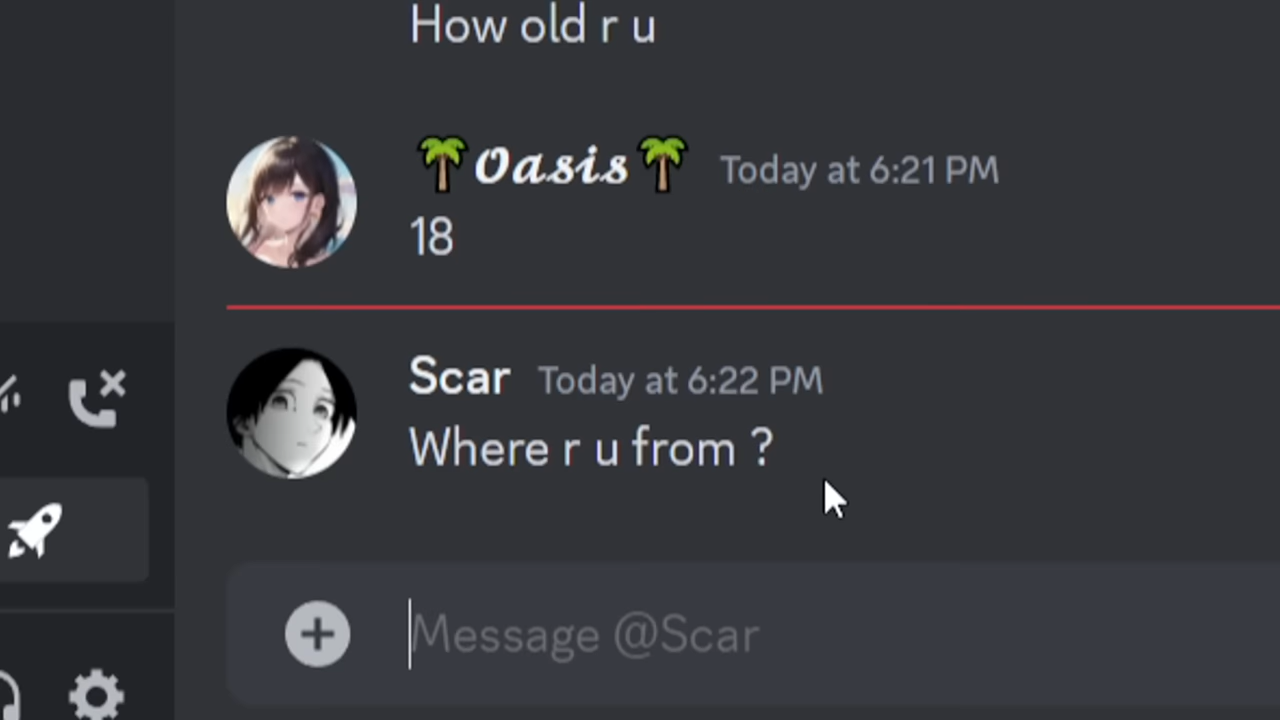 How old r u
🌴Oasis🌴 Today at 6:21 PM
18
Scar Today at 6:22 PM
Where r u from ?
Message @Scar